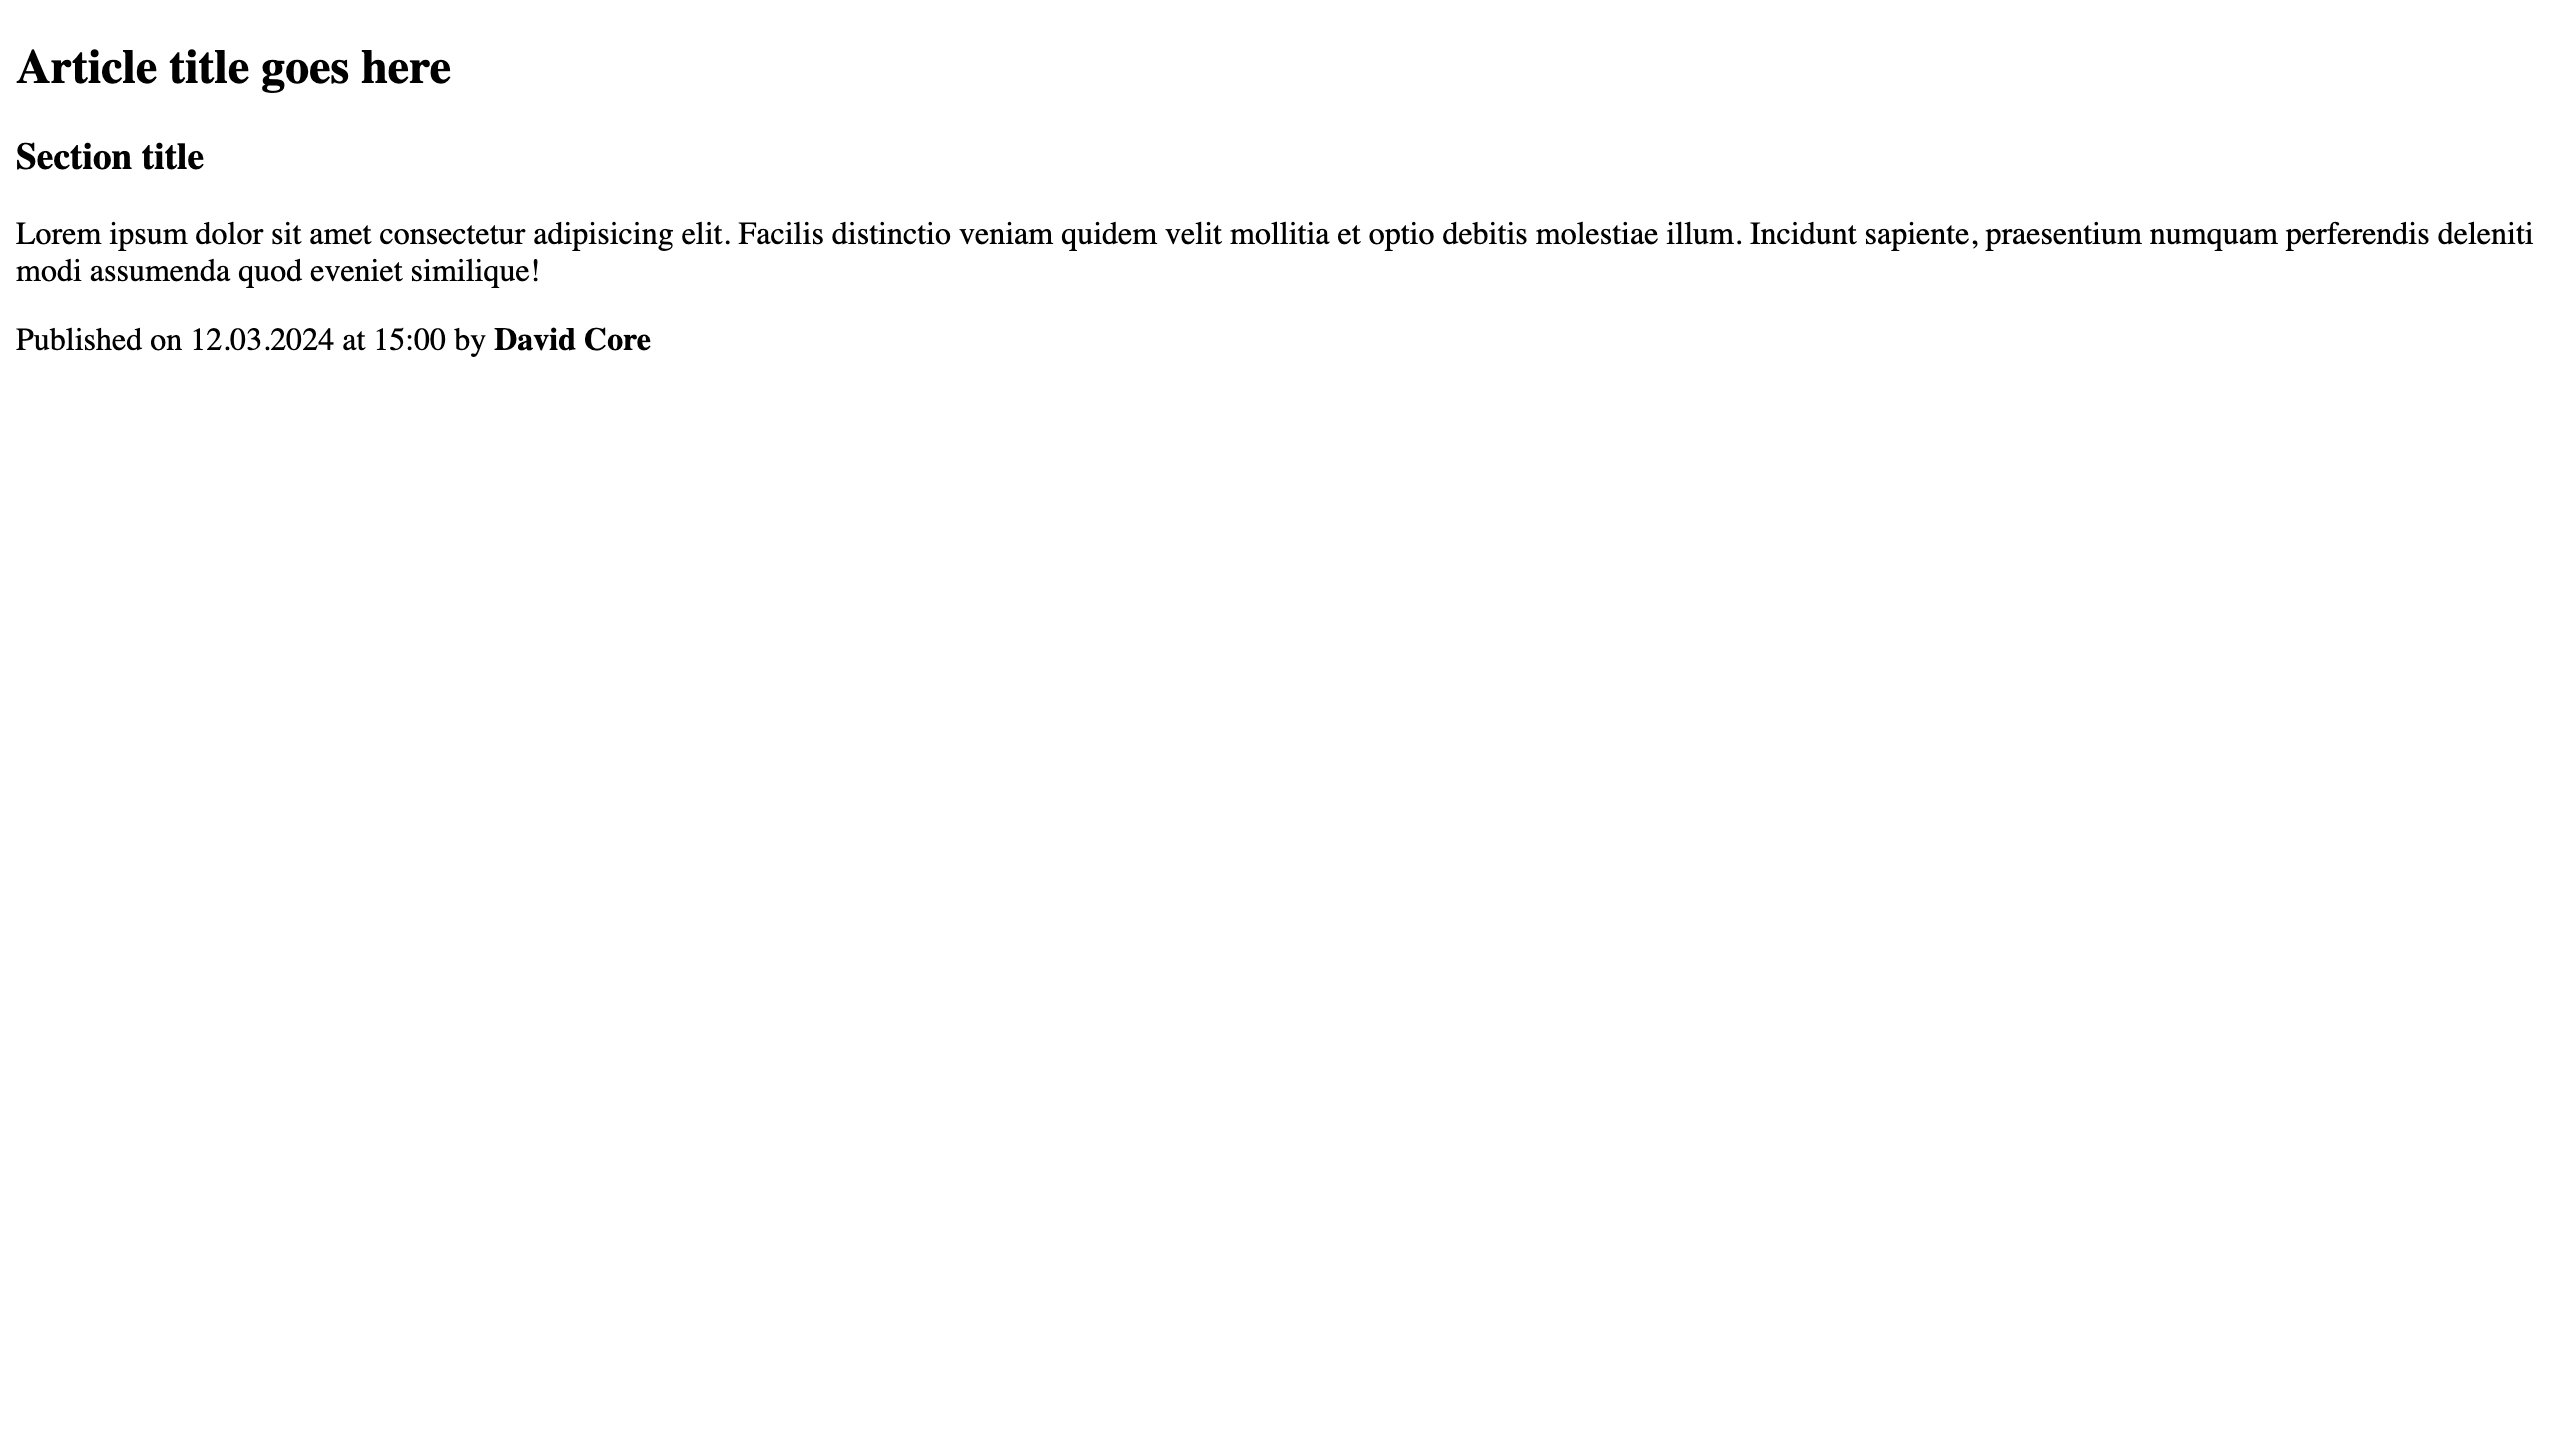 Article title goes here
Section title
Lorem ipsum dolor sit amet consectetur adipisicing elit. Facilis distinctio veniam quidem velit mollitia et optio debitis molestiae illum. Incidunt sapiente, praesentium numquam perferendis deleniti
modi assumenda quod eveniet similique!
Published on 12.03.2024 at 15:00 by David Core